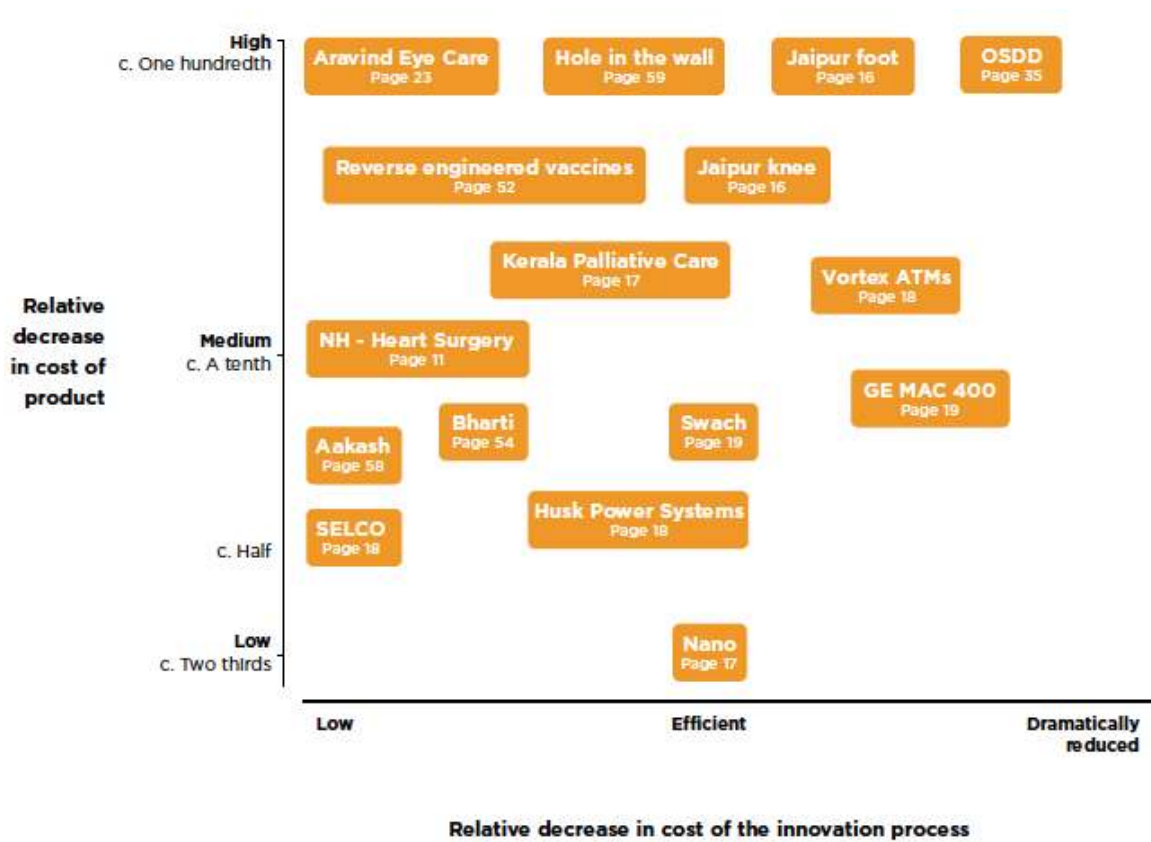 High
c. One hundredth
Aravind Eye Care
Page 23
Hole in the wall
Page 59
Jaipur foot
Page 16
OSDD
Page 35
Reverse engineered vaccines
Page 52
Jaipur knee
Page 16
Kerala Palliative Care
Page 17
Vortex ATMs
Page 18
Relative
decrease
in cost of
product
Medium
c. A tenth
NH - Heart Surgery
Page 11
GE MAC 400
Page 19
Bharti
Page 54
Swach
Page 19
Aakash
Page 58
Husk Power Systems
Page 18
SELCO
Page 18
c. Half
Low
c. Two thirds
Nano
Page 17
Low
Efficient
Dramatically
reduced
Relative decrease in cost of the innovation process